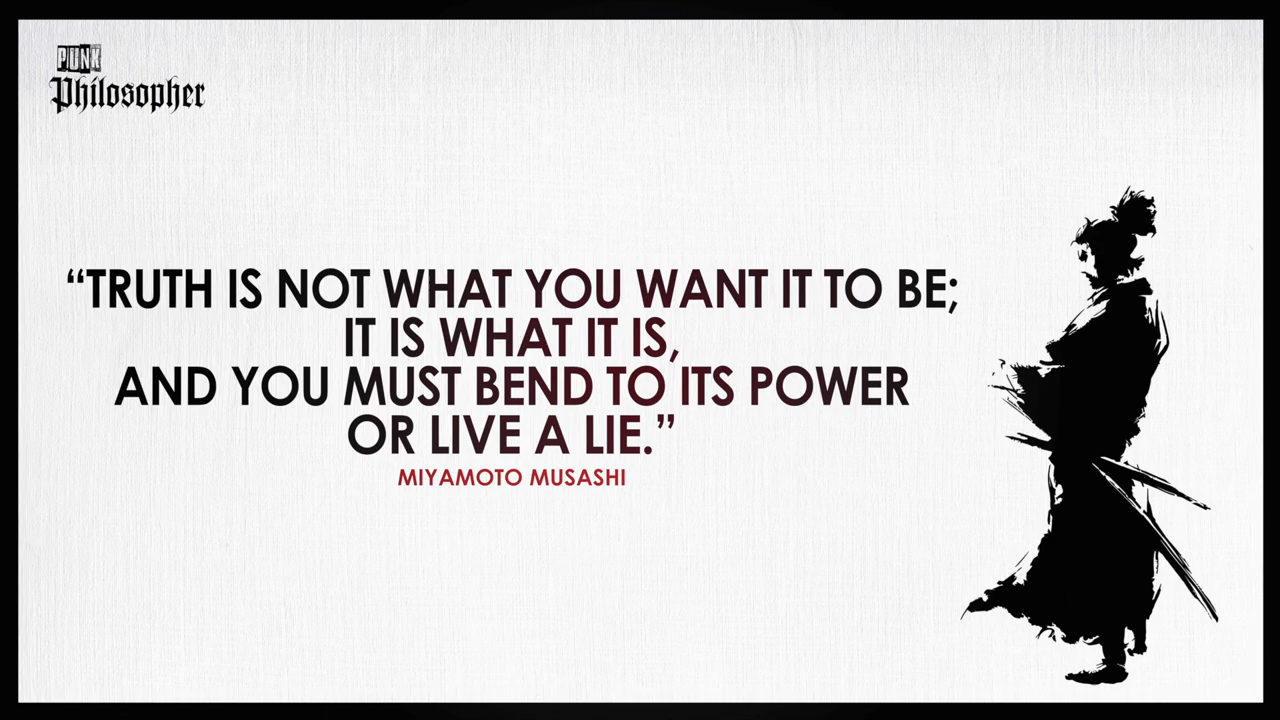 PUNK
Philosopher
“TRUTH IS NOT WHAT YOU WANT IT TO BE;
IT IS WHAT IT IS,
AND YOU MUST BEND TO ITS POWER
OR LIVE A LIE.”
MIYAMOTO MUSASHI